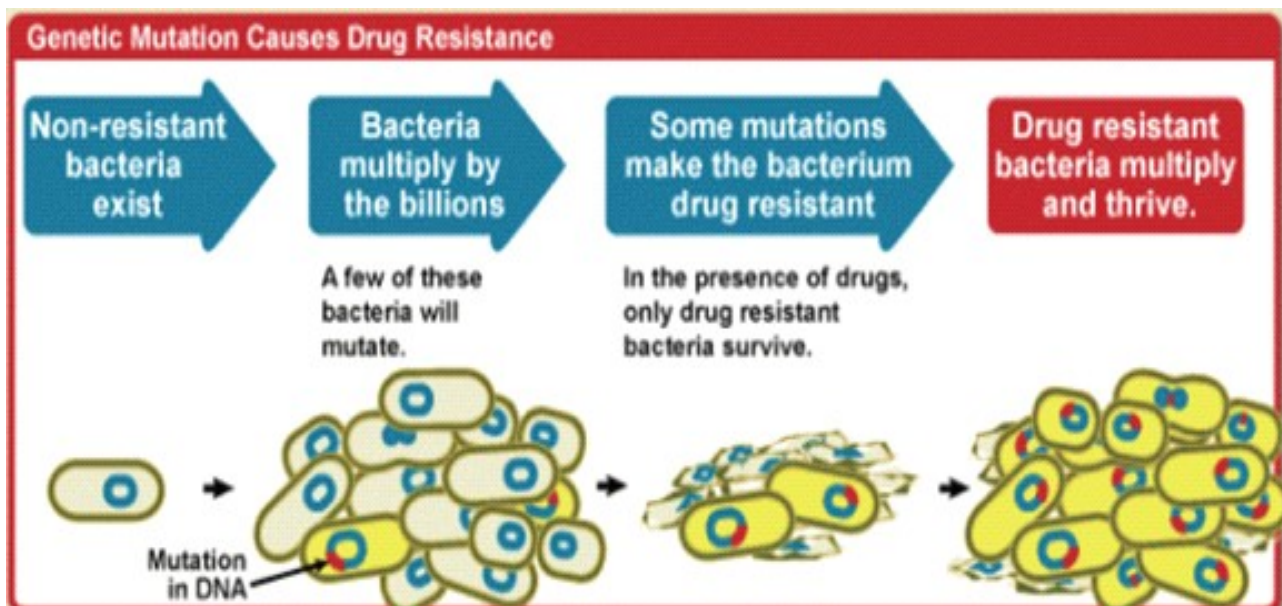 Genetic Mutation Causes Drug Resistance
Non-resistant
bacteria
exist
Bacteria
multiply by
the billions
Some mutations
make the bacterium
drug resistant
Drug resistant
bacteria multiply
and thrive.
A few of these
bacteria will
mutate.
In the presence of drugs,
only drug resistant
bacteria survive.
Mutation
in DNA